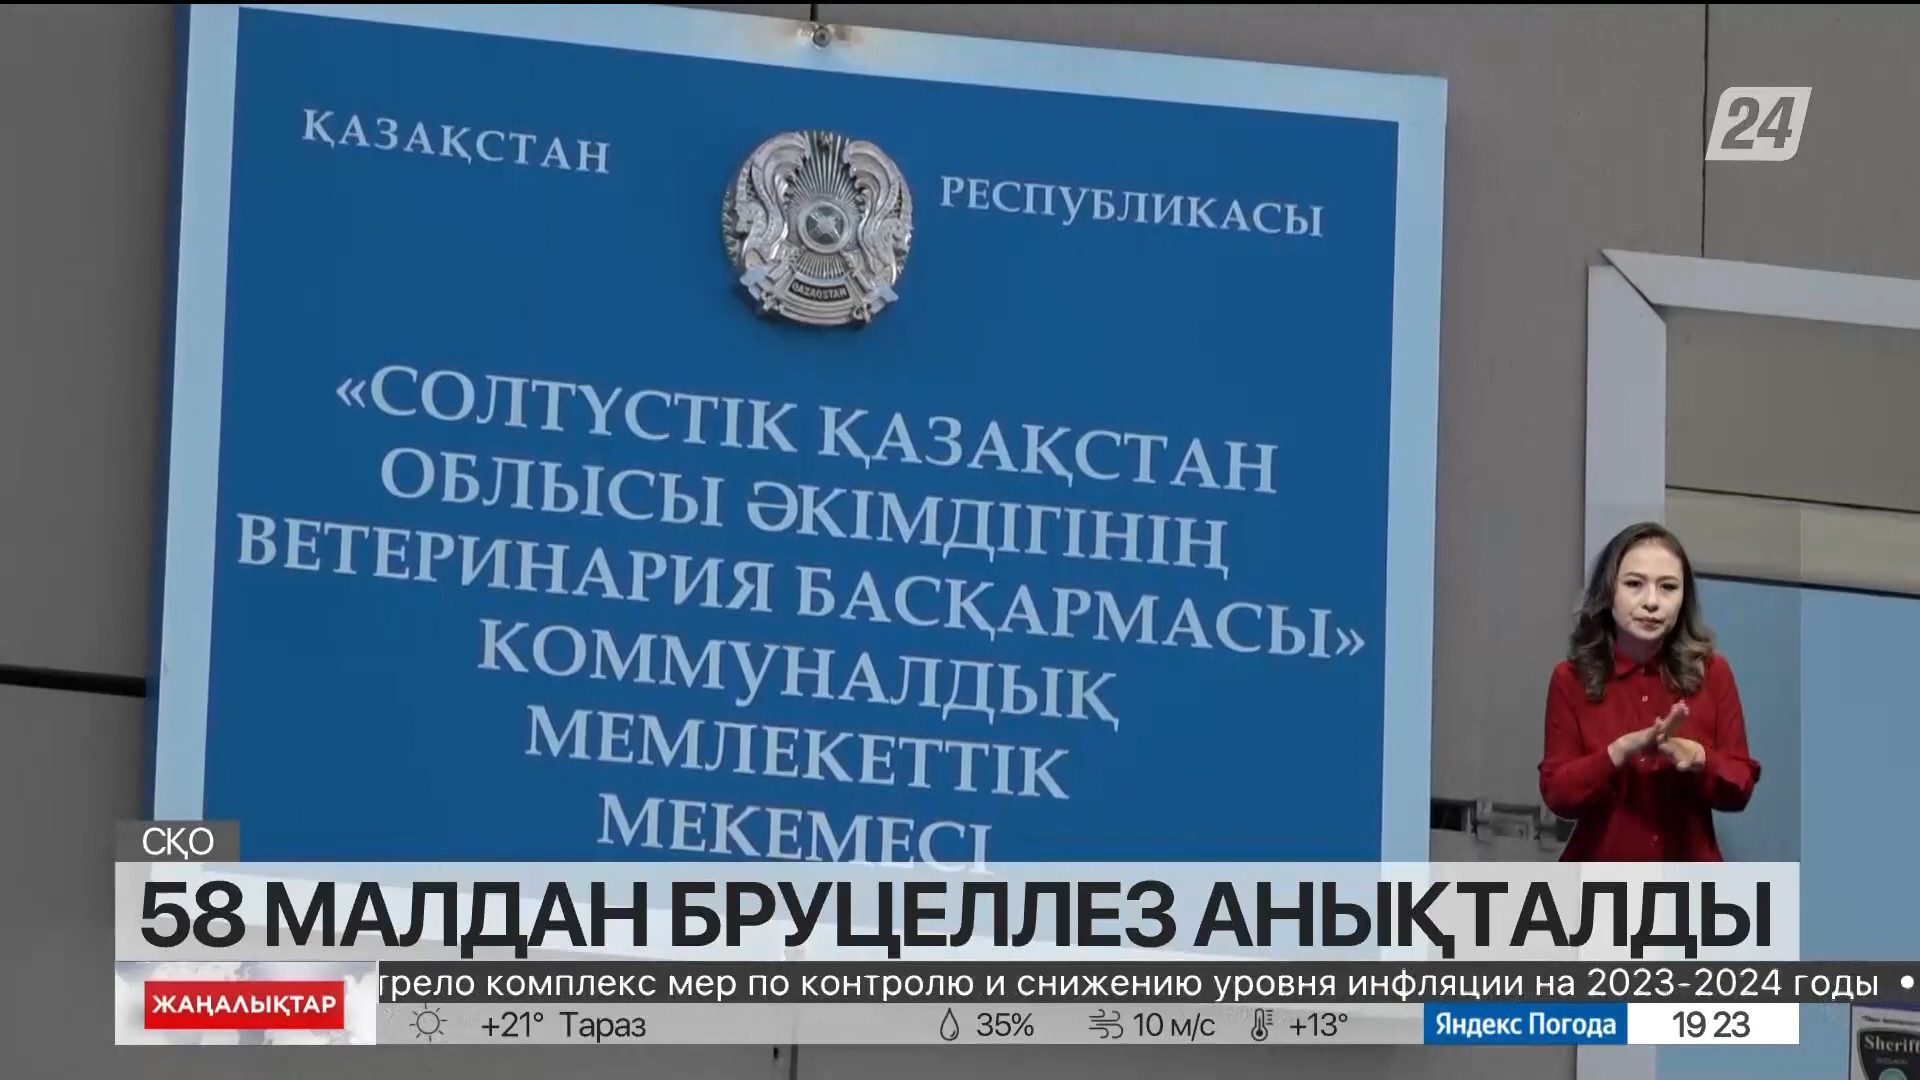 24
ҚАЗАҚСТАН
РЕСПУБЛИКАСЫ
QAZAQSTAN
«СОЛТҮСТІК ҚАЗАҚСТАН
ОБЛЫСЫ ӘКІМДІГІНІҢ
ВЕТЕРИНАРИЯ БАСҚАРМАСЫ»
КОММУНАЛДЫҚ
МЕМЛЕКЕТТІК
МЕКЕМЕСІ
СҚО
58 МАЛДАН БРУЦЕЛЛЕЗ АНЫҚТАЛДЫ
ЖАҢАЛЫҚТАР
трело комплекс мер по контролю и снижению уровня инфляции на 2023-2024 годы •
+21° Тараз 35% 10 м/с +13° Яндекс Погода 19 23
Sheriff